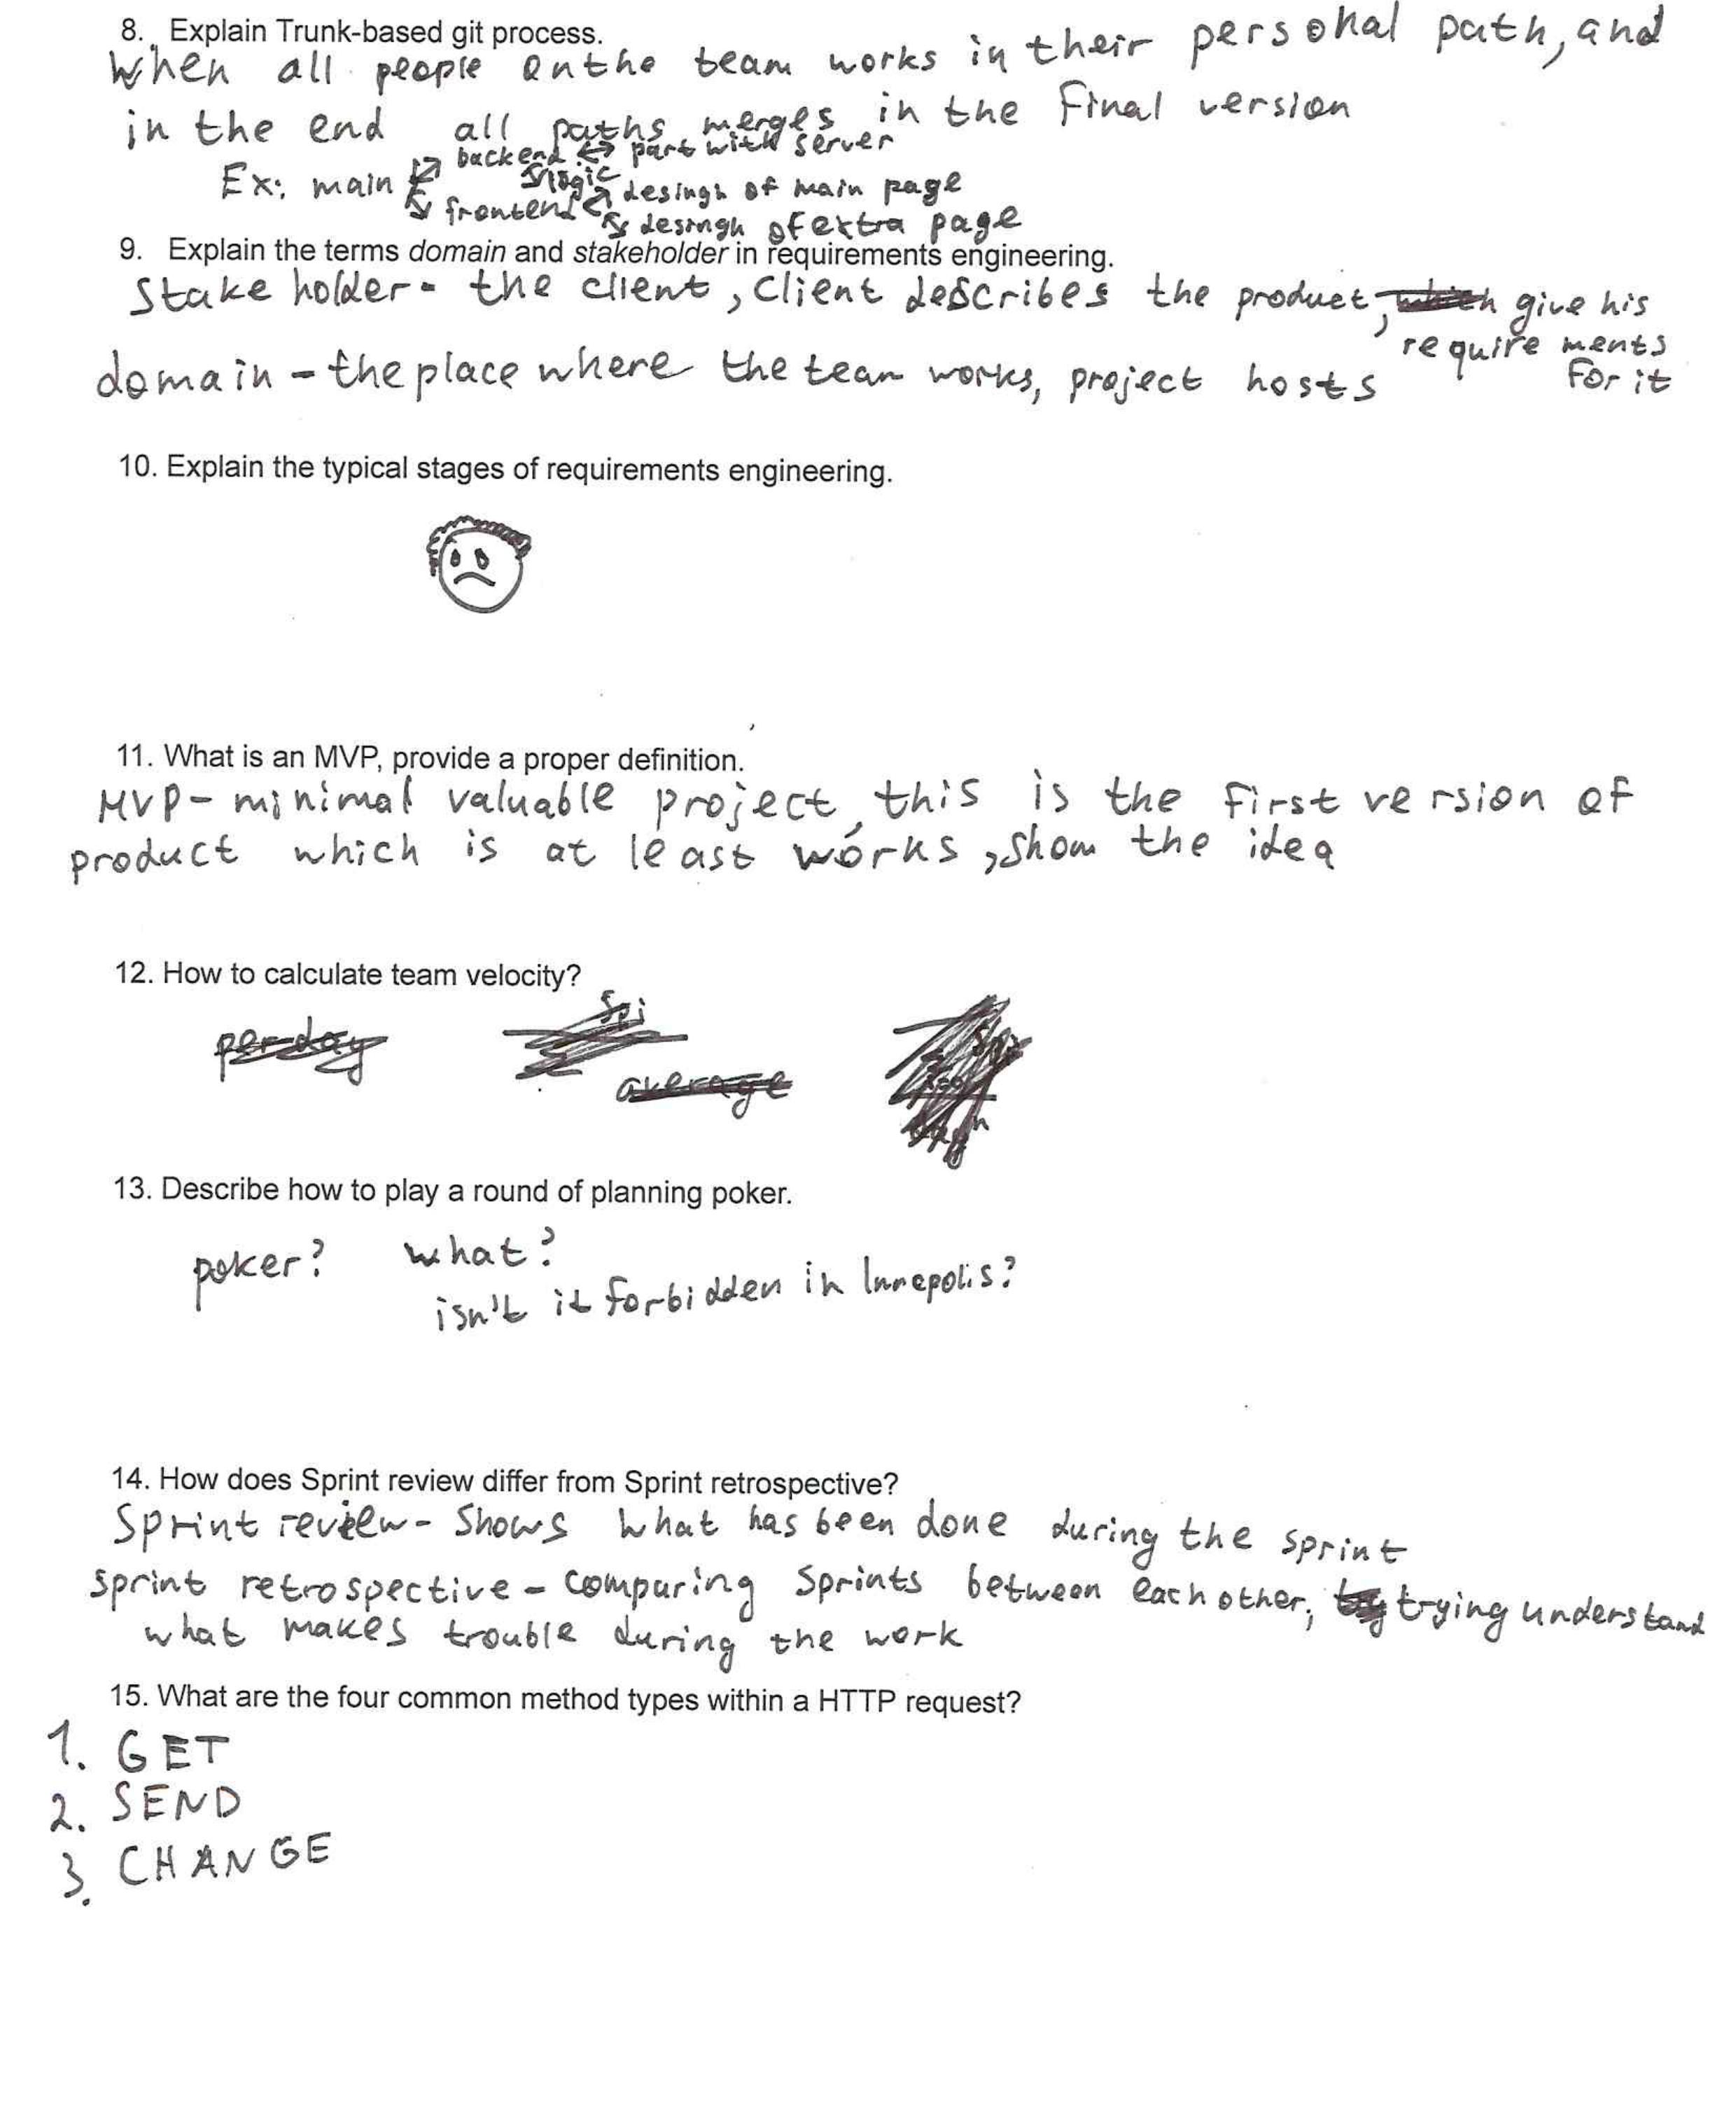 8. Explain Trunk-based git process.
When all people on the team works in their personal path, and
in the end all paths merges in the final version
Ex: main backend part with server
logic
frontend desingh of main page
desingh of extra page
9. Explain the terms domain and stakeholder in requirements engineering.
Stake holder - the client, client describes the product, give his
requirements
for it
domain - the place where the team works, project hosts
10. Explain the typical stages of requirements engineering.
11. What is an MVP, provide a proper definition.
MVP - minimal valuable project, this is the first version of
product which is at least works, show the idea
12. How to calculate team velocity?
per day
average
13. Describe how to play a round of planning poker.
poker? what?
isn't it forbidden in Innopolis?
14. How does Sprint review differ from Sprint retrospective?
Sprint review - Shows what has been done during the sprint
sprint retrospective - comparing sprints between each other, trying understand
what makes trouble during the work
15. What are the four common method types within a HTTP request?
1. GET
2. SEND
3. CHANGE